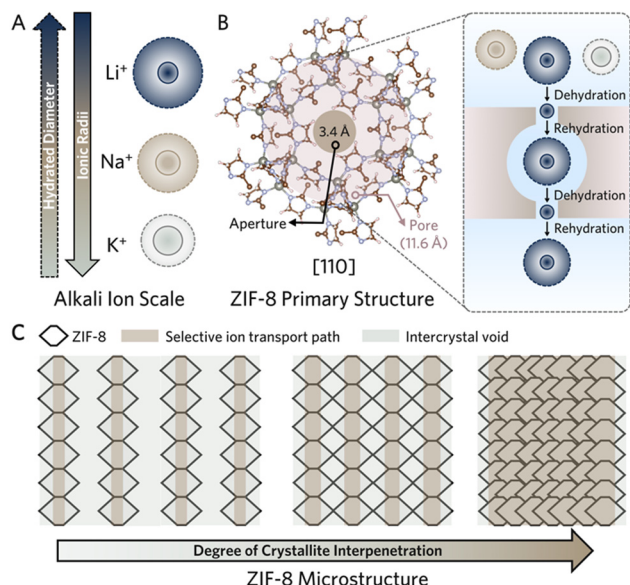 A
Hydrated Diameter
Ionic Radii
Li⁺
Na⁺
K⁺
Alkali Ion Scale
B
3.4 Å
Aperture
Pore
(11.6 Å)
[110]
ZIF-8 Primary Structure
Dehydration
Rehydration
Dehydration
Rehydration
C
ZIF-8
Selective ion transport path
Intercrystal void
Degree of Crystallite Interpenetration
ZIF-8 Microstructure